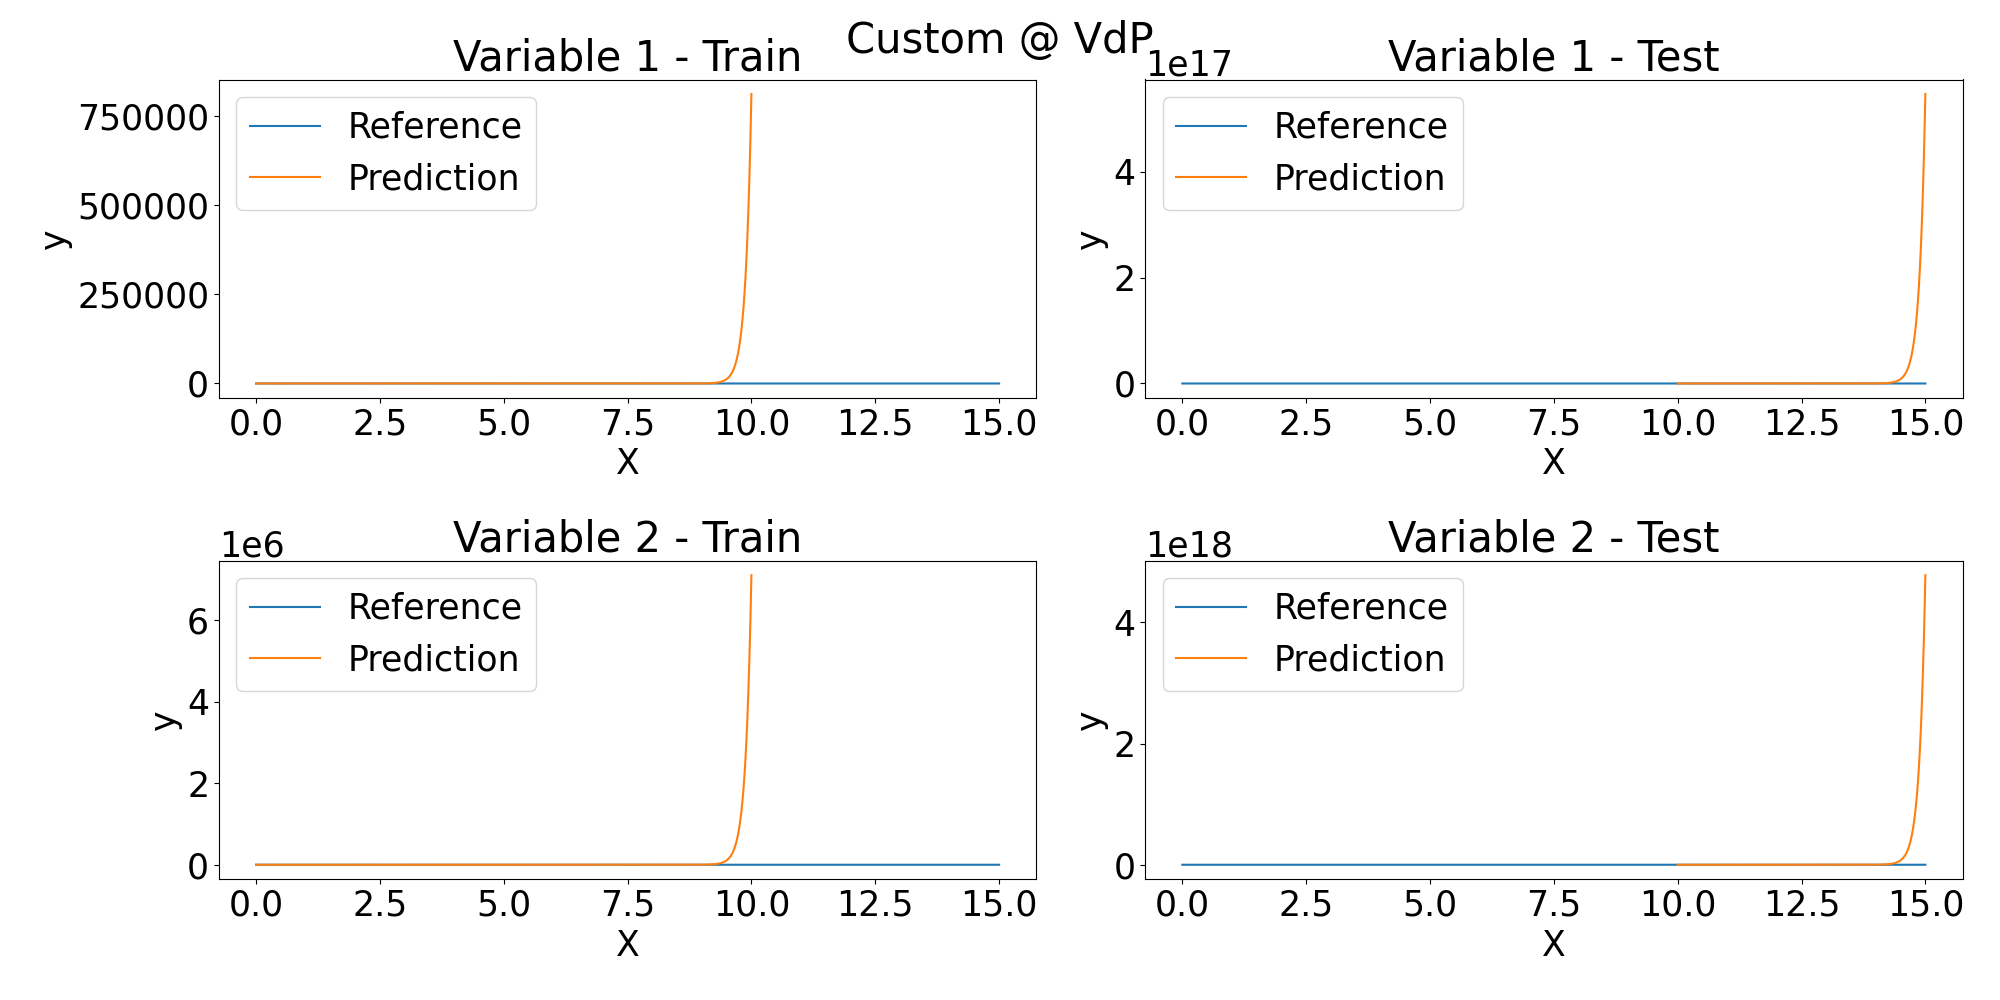 Custom @ VdP
Variable 1 - Train
750000
500000
250000
0
y
Reference
Prediction
0.0 2.5 5.0 7.5 10.0 12.5 15.0
X
Variable 1 - Test
1e17
4
2
0
y
Reference
Prediction
0.0 2.5 5.0 7.5 10.0 12.5 15.0
X
Variable 2 - Train
1e6
6
4
2
0
y
Reference
Prediction
0.0 2.5 5.0 7.5 10.0 12.5 15.0
X
Variable 2 - Test
1e18
4
2
0
y
Reference
Prediction
0.0 2.5 5.0 7.5 10.0 12.5 15.0
X